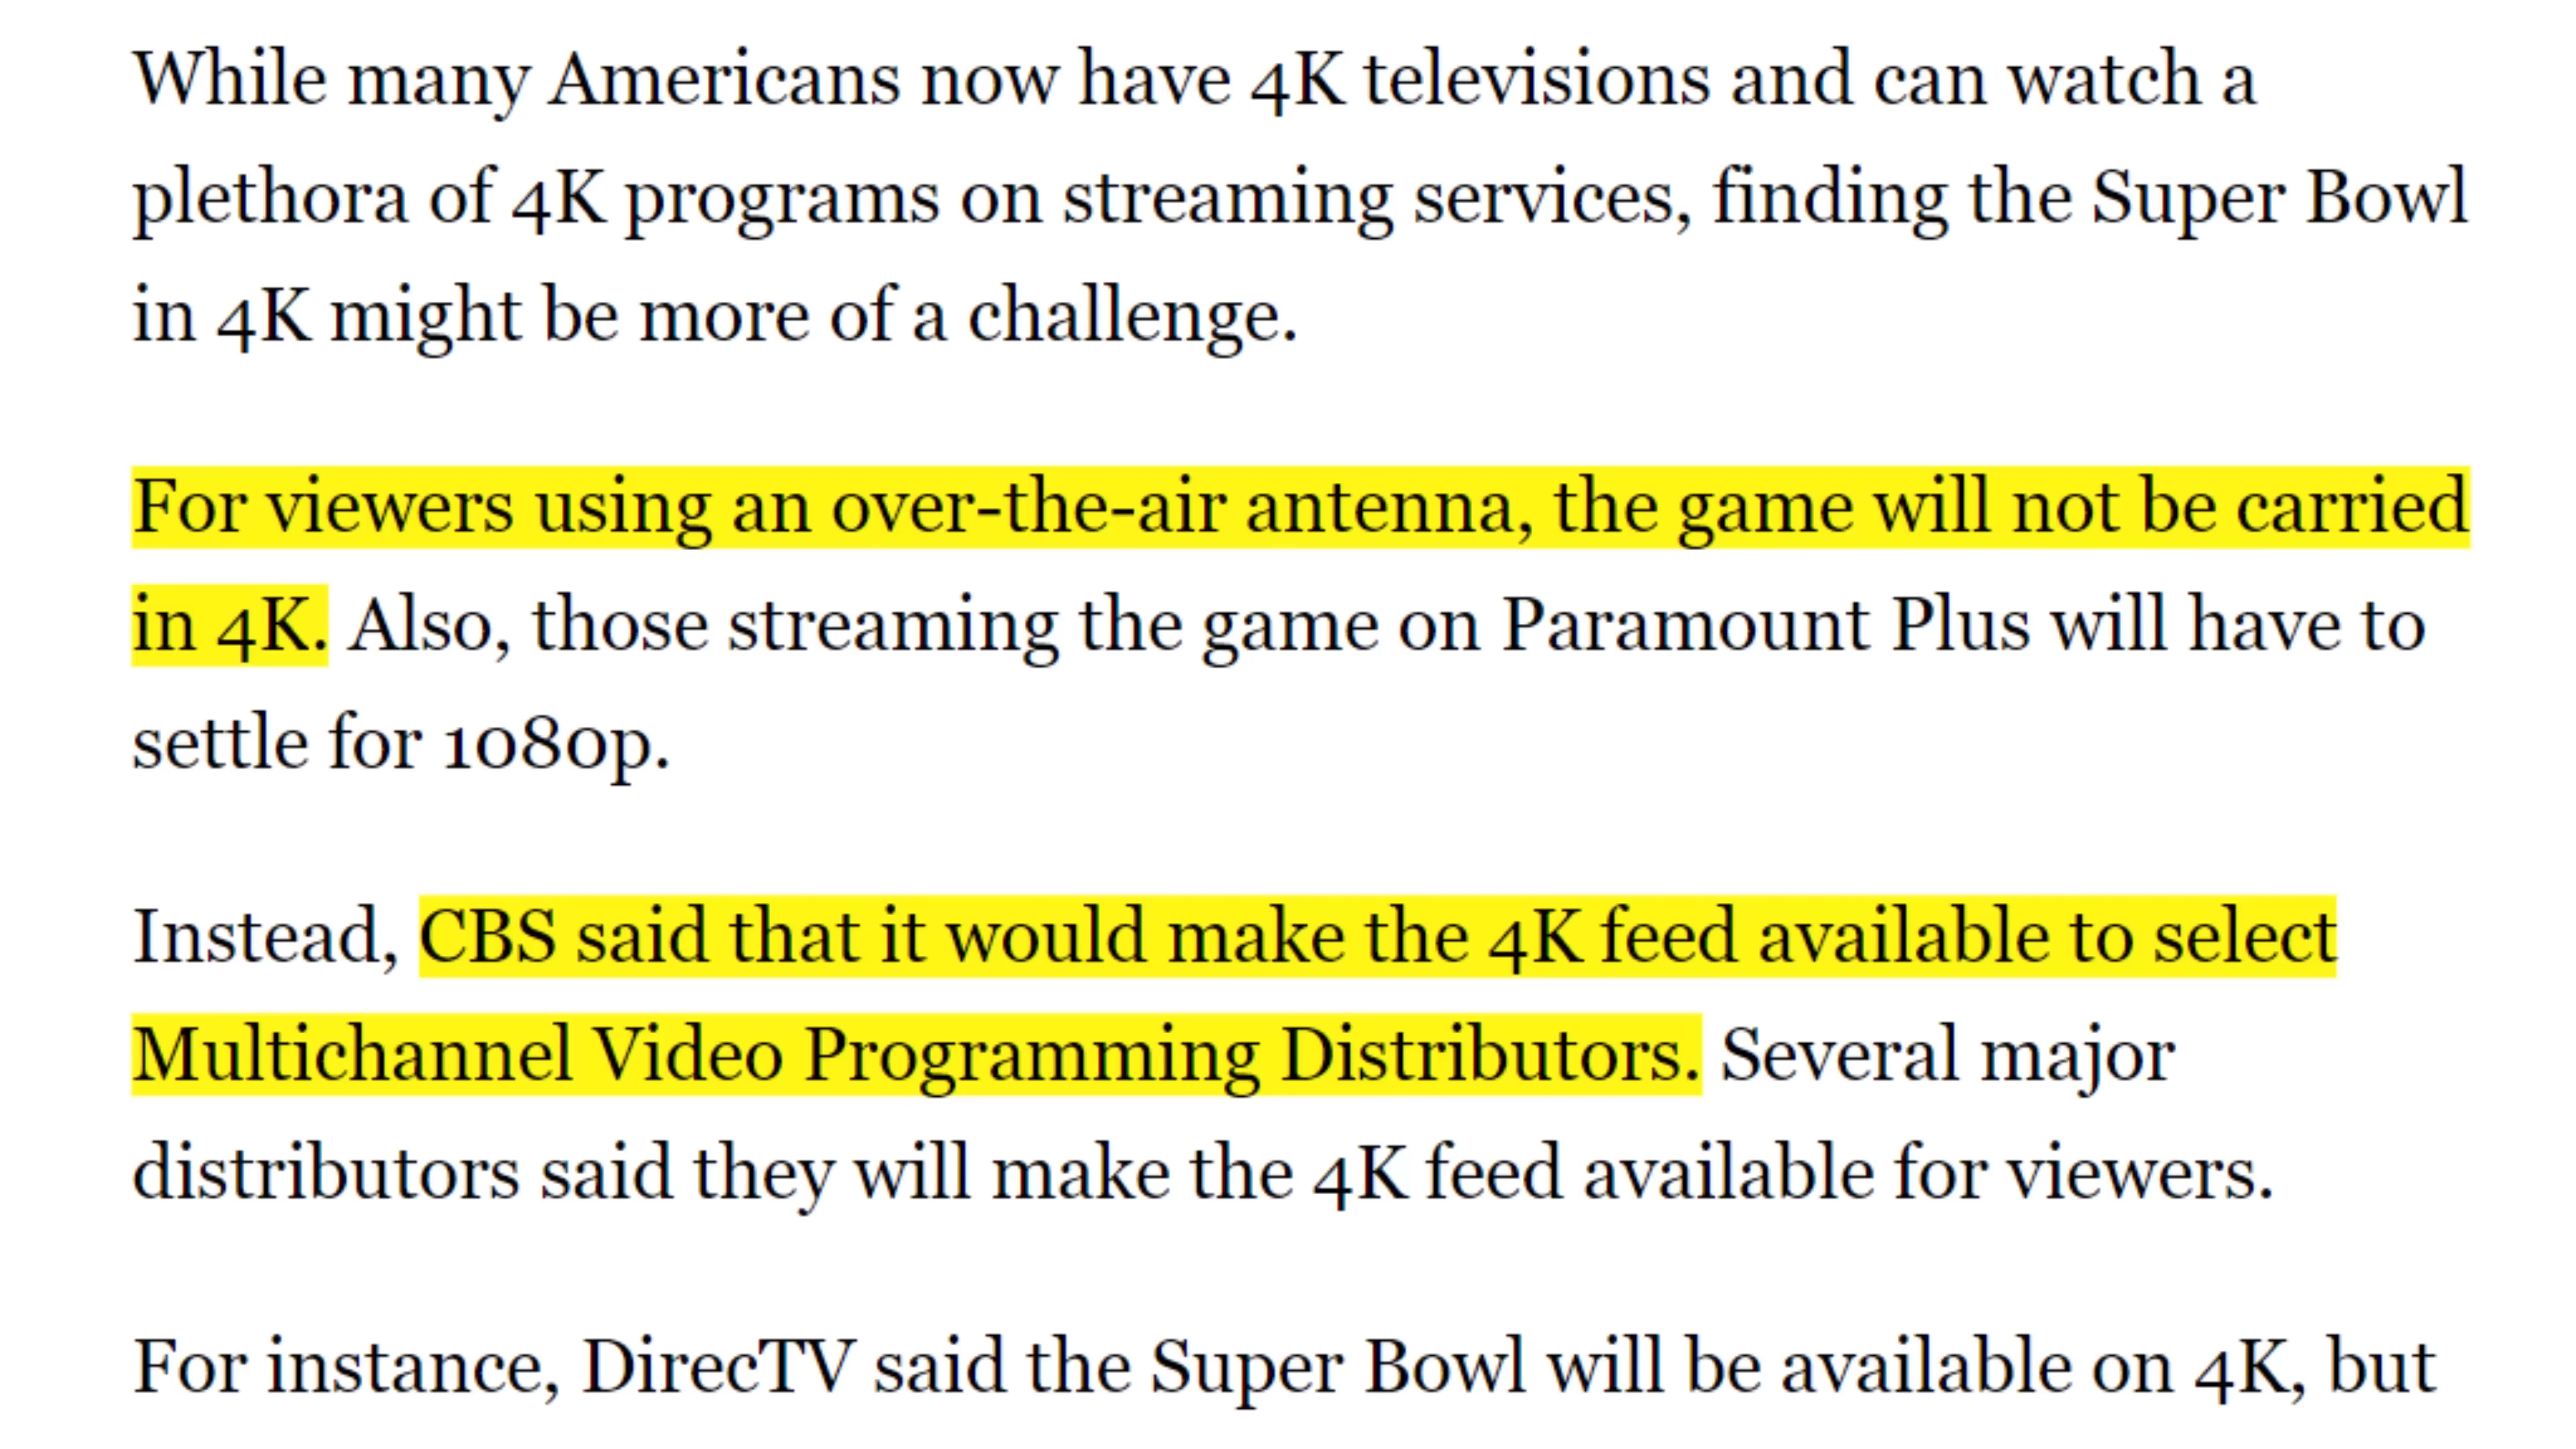 While many Americans now have 4K televisions and can watch a
plethora of 4K programs on streaming services, finding the Super Bowl
in 4K might be more of a challenge.
For viewers using an over-the-air antenna, the game will not be carried
in 4K. Also, those streaming the game on Paramount Plus will have to
settle for 1080p.
Instead, CBS said that it would make the 4K feed available to select
Multichannel Video Programming Distributors. Several major
distributors said they will make the 4K feed available for viewers.
For instance, DirecTV said the Super Bowl will be available on 4K, but